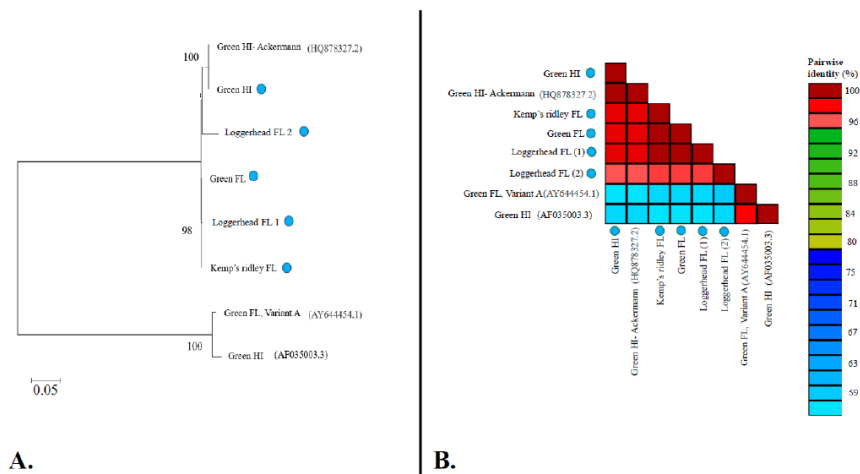 Green HI- Ackermann (HQ878327.2)
100
Green HI
Loggerhead FL 2
Green FL
Loggerhead FL 1
98
Kemp's ridley FL
Green FL, Variant A (AY644454.1)
100
Green HI (AF035003.3)
0.05
A.
Green HI
Green HI- Ackermann (HQ878327.2)
Kemp's ridley FL
Green FL
Loggerhead FL (1)
Loggerhead FL (2)
Green FL, Variant A(AY644454.1)
Green HI (AF035003.3)
Green HI
Green HI- Ackermann (HQ878327.2)
Kemp's ridley FL
Green FL
Loggerhead FL (1)
Loggerhead FL (2)
Green FL, Variant A(AY644454.1)
Green HI (AF035003.3)
Pairwise
identity (%)
100
96
92
88
84
80
75
71
67
63
59
B.